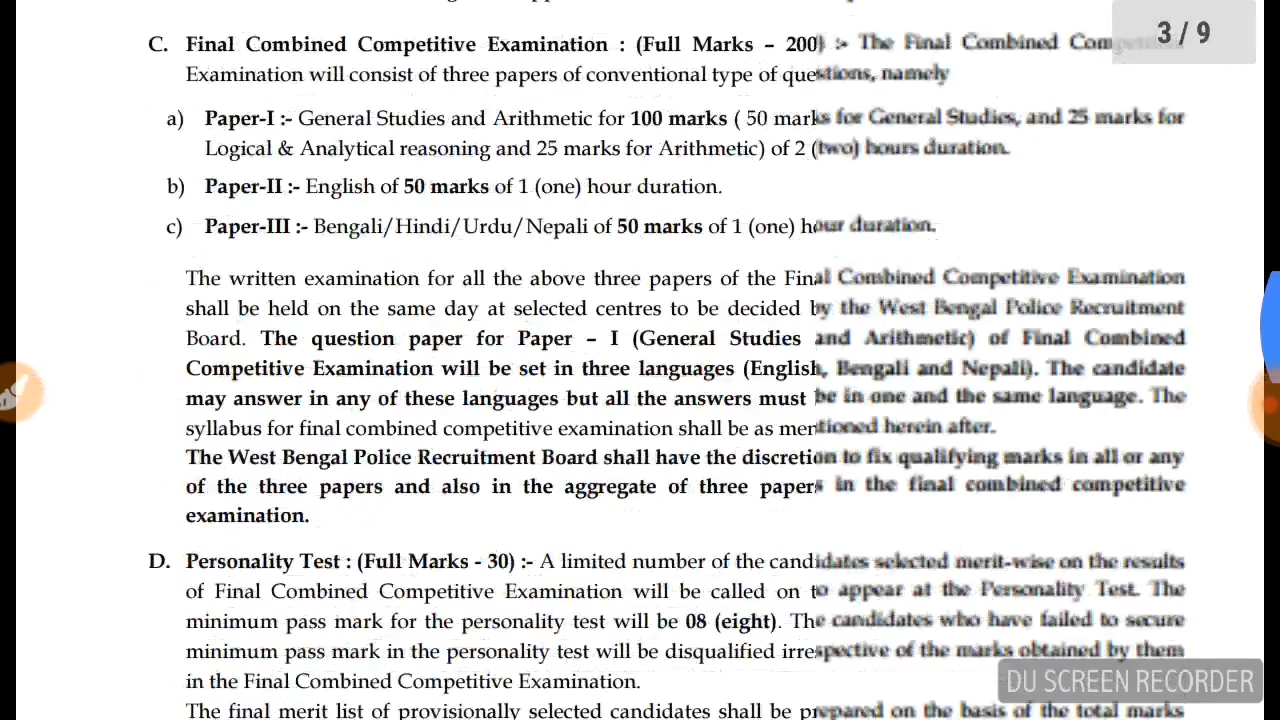 3 / 9
C. Final Combined Competitive Examination : (Full Marks – 200) :- The Final Combined
Examination will consist of three papers of conventional type of questions, namely
a) Paper-I :- General Studies and Arithmetic for 100 marks ( 50 marks for General Studies, and 25 marks for
Logical & Analytical reasoning and 25 marks for Arithmetic) of 2 (two) hours duration.
b) Paper-II :- English of 50 marks of 1 (one) hour duration.
c) Paper-III :- Bengali/Hindi/Urdu/Nepali of 50 marks of 1 (one) hour duration.
The written examination for all the above three papers of the Final Combined Competitive Examination
shall be held on the same day at selected centres to be decided by the West Bengal Police Recruitment
Board. The question paper for Paper – I (General Studies and Arithmetic) of Final Combined
Competitive Examination will be set in three languages (English, Bengali and Nepali). The candidate
may answer in any of these languages but all the answers must be in one and the same language. The
syllabus for final combined competitive examination shall be as mentioned herein after.
The West Bengal Police Recruitment Board shall have the discretion to fix qualifying marks in all or any
of the three papers and also in the aggregate of three papers in the final combined competitive
examination.
D. Personality Test : (Full Marks - 30) :- A limited number of the candidates selected merit-wise on the results
of Final Combined Competitive Examination will be called on to appear at the Personality Test. The
minimum pass mark for the personality test will be 08 (eight). The candidates who have failed to secure
minimum pass mark in the personality test will be disqualified irrespective of the marks obtained by them
in the Final Combined Competitive Examination.
The final merit list of provisionally selected candidates shall be prepared on the basis of the total marks
DU SCREEN RECORDER